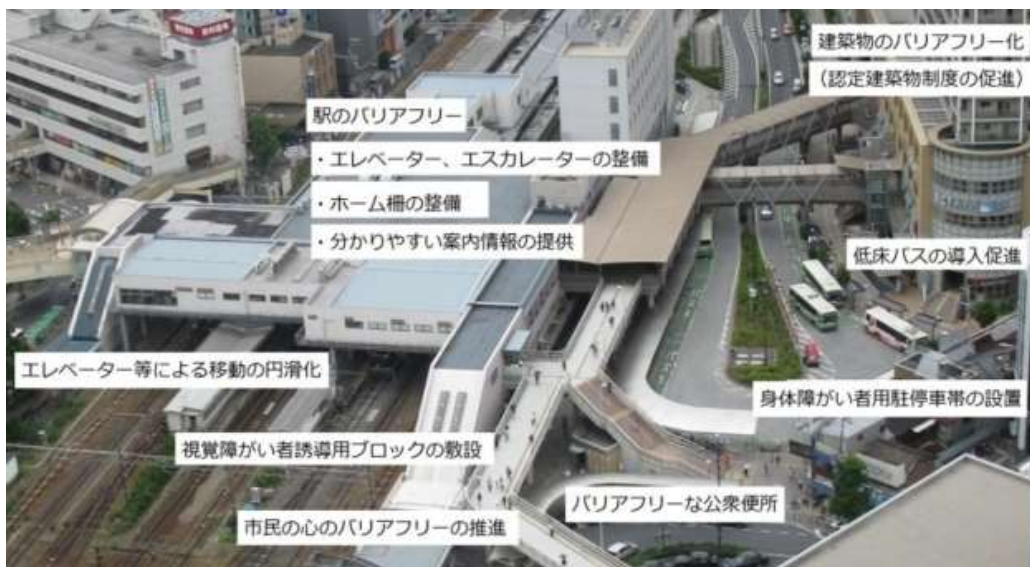 建築物のバリアフリー化
（認定建築物制度の促進）
駅のバリアフリー
・エレベーター、エスカレーターの整備
・ホーム柵の整備
・分かりやすい案内情報の提供
低床バスの導入促進
エレベーター等による移動の円滑化
身体障がい者用駐停車帯の設置
視覚障がい者誘導用ブロックの敷設
バリアフリーな公衆便所
市民の心のバリアフリーの推進